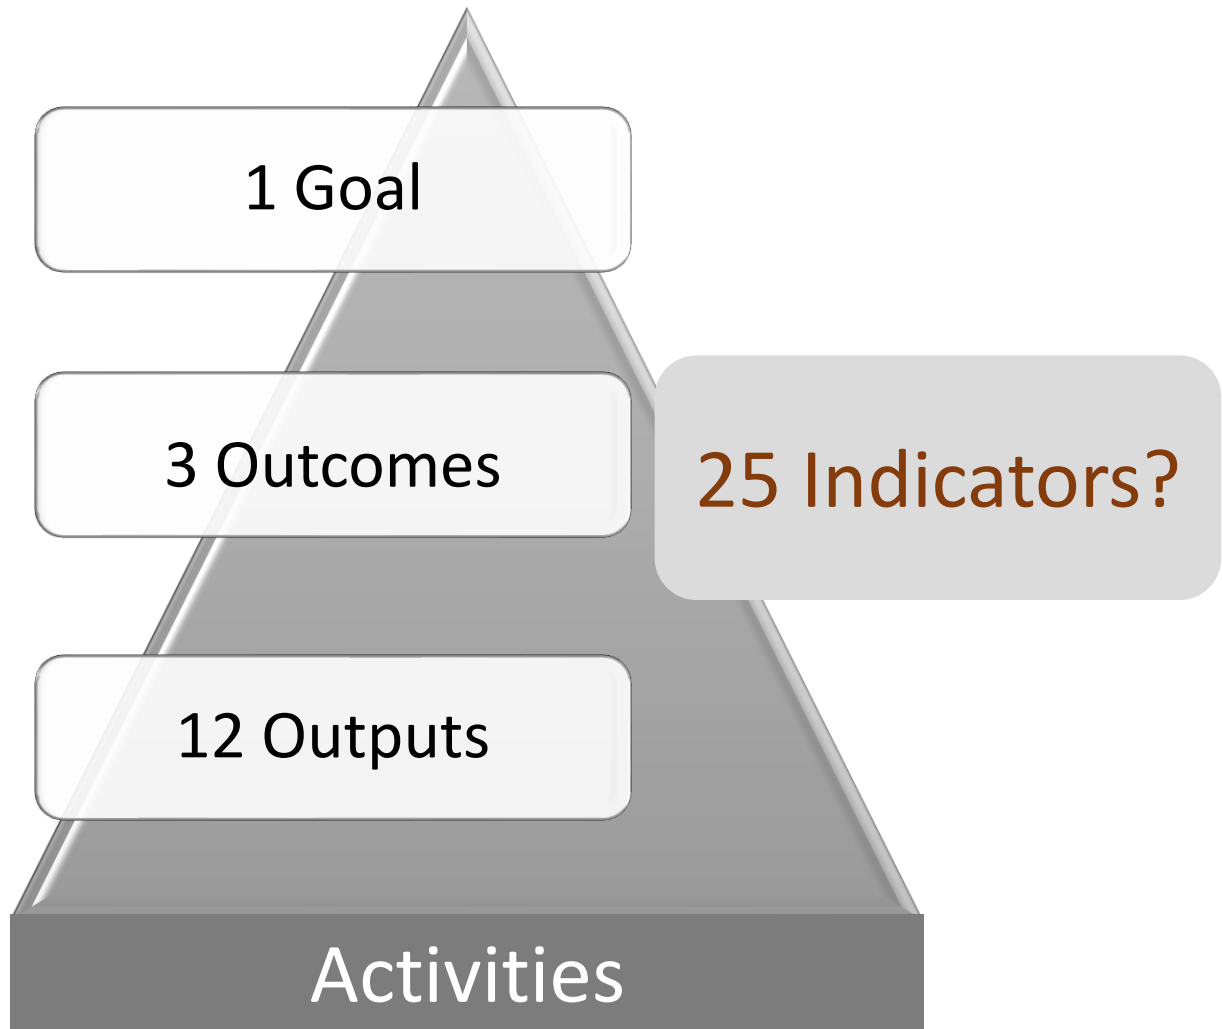 1 Goal
3 Outcomes
25 Indicators?
12 Outputs
Activities